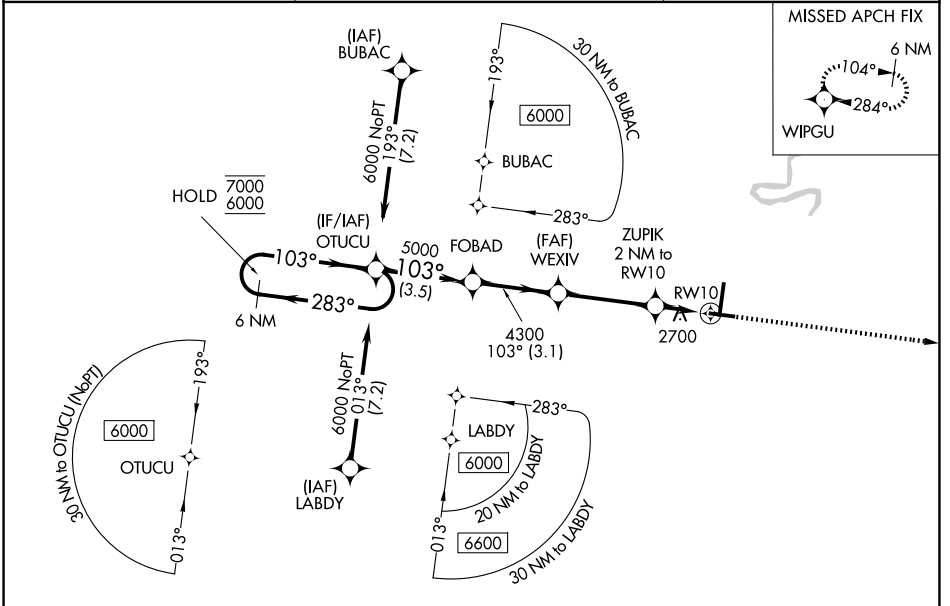 MISSED APCH FIX
6 NM
104°
284°
WIPGU
(IAF)
BUBAC
6000 NoPT
193°
(7.2)
30 NM to BUBAC
193°
6000
BUBAC
283°
HOLD
7000
6000
(IF/IAF)
OTUCU
103°
283°
6 NM
5000
103°
(3.5)
FOBAD
(FAF)
WEXIV
ZUPIK
2 NM to
RW10
RW10
4300
103° (3.1)
2700
30 NM to OTUCU (NoPT)
193°
6000
OTUCU
013°
6000 NoPT
013°
(7.2)
(IAF)
LABDY
283°
LABDY
6000
20 NM to LABDY
013°
6600
30 NM to LABDY